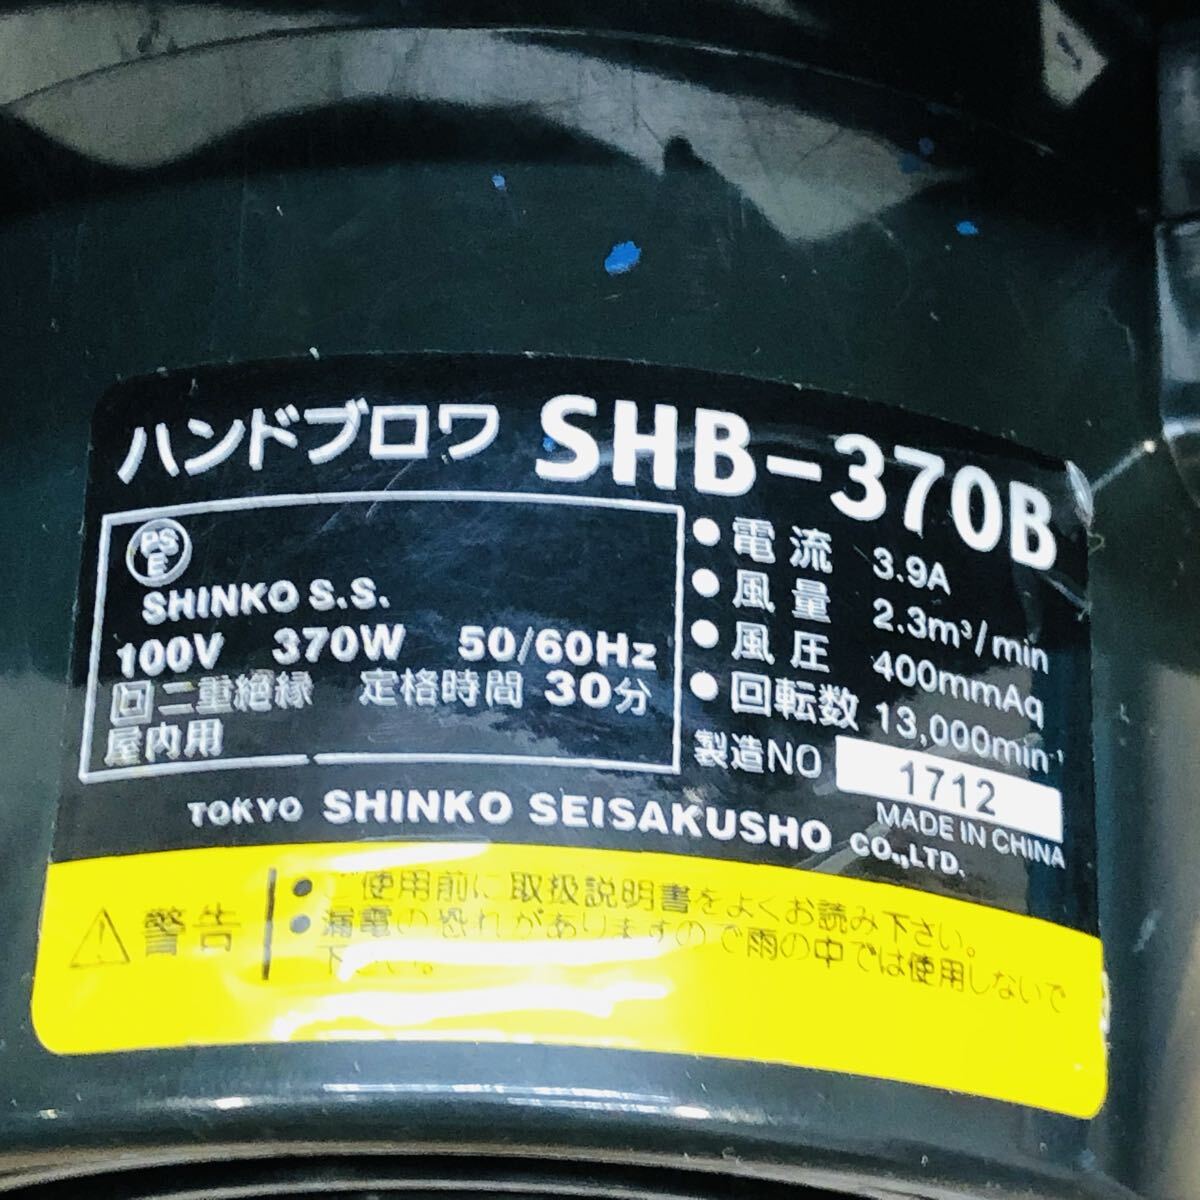 ハンドブロワ SHB-370B
PS
E
SHINKO S.S.
100V 370W 50/60Hz
回 二重絶縁 定格時間 30分
屋内用
● 電流 3.9A
● 風量 2.3m³/min
● 風圧 400mmAq
● 回転数 13,000min⁻¹
製造NO 1712
MADE IN CHINA
TOKYO SHINKO SEISAKUSHO CO.,LTD.
⚠ 警告
● ご使用前に取扱説明書をよくお読み下さい。
● 漏電の恐れがありますので雨の中では使用しないで
下さい。